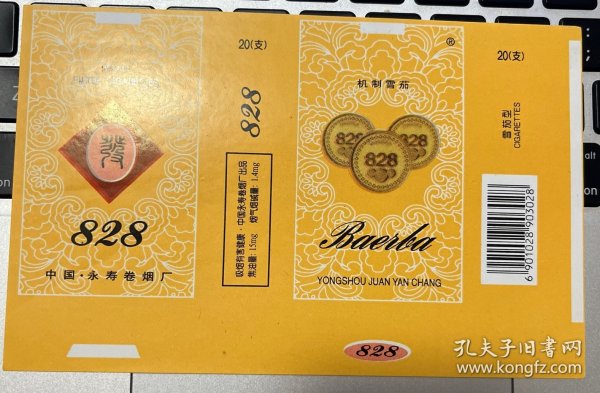 20(支)
828
中国·永寿卷烟厂
828
吸烟有害健康·中国永寿卷烟厂出品
焦油量:15mg 烟气烟碱量:1.4mg
20(支)
®
机制雪茄
828
828
828
Baerba
YONGSHOU JUAN YAN CHANG
828
雪茄型
CIGARETTES
6901028903028
孔夫子旧书网
www.kongfz.com
alt